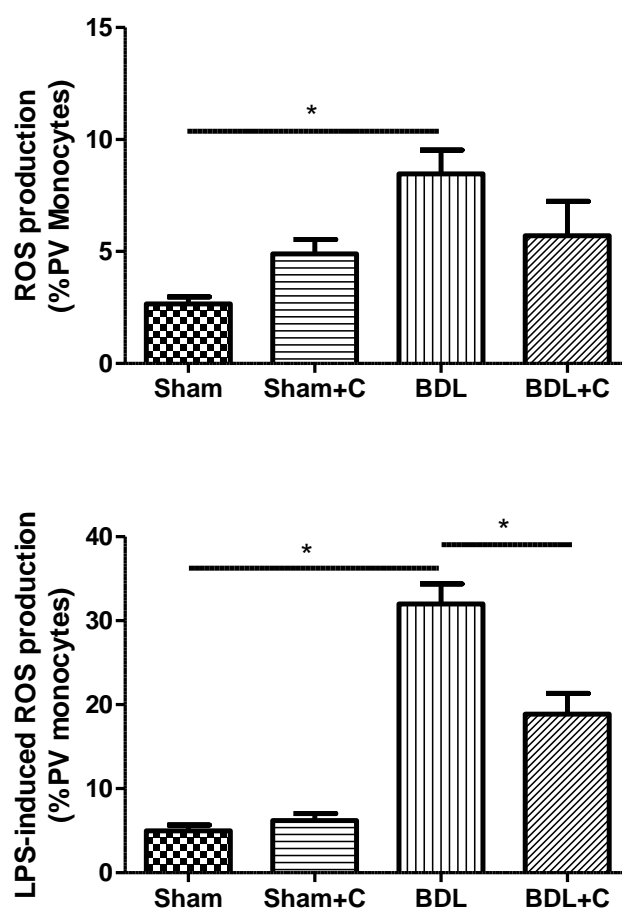 ROS production
(%PV Monocytes)
15
10
5
0
*
Sham Sham+C BDL BDL+C
LPS-induced ROS production
(%PV monocytes)
40
30
20
10
0
*
*
Sham Sham+C BDL BDL+C